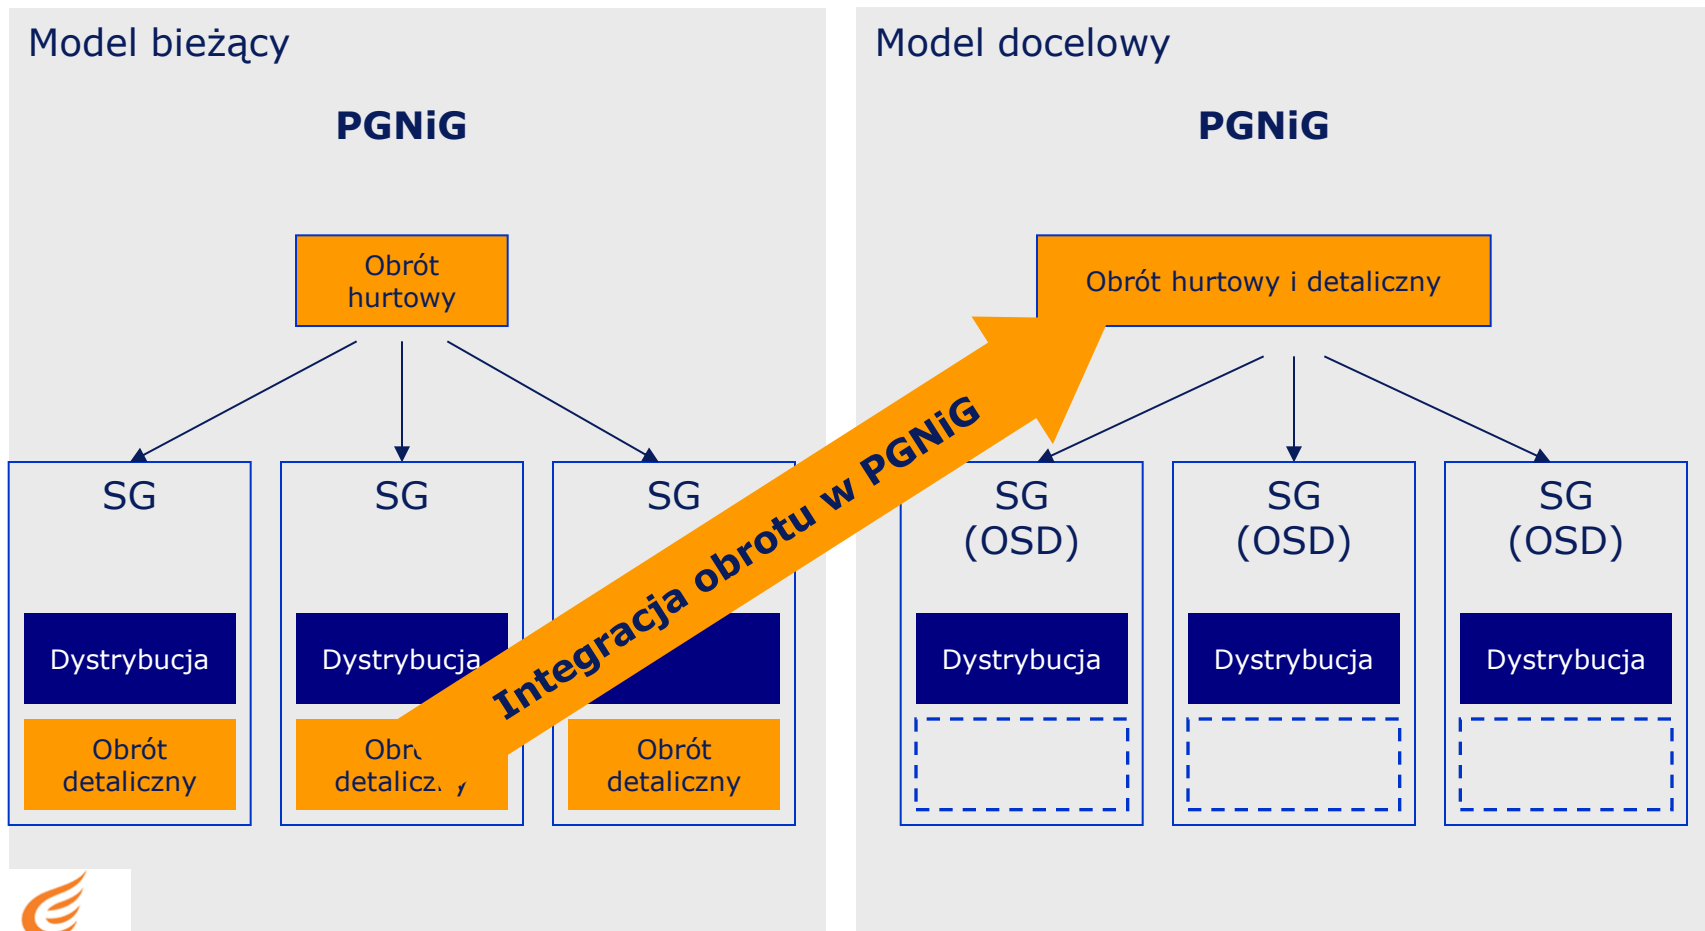 Model bieżący
PGNiG
Obrót
hurtowy
SG
SG
SG
Dystrybucja
Dystrybucja
Obrót
detaliczny
detaliczny
Obrót
detaliczny
Integracja obrotu w PGNiG
Model docelowy
PGNiG
Obrót hurtowy i detaliczny
SG
(OSD)
SG
(OSD)
SG
(OSD)
Dystrybucja
Dystrybucja
Dystrybucja